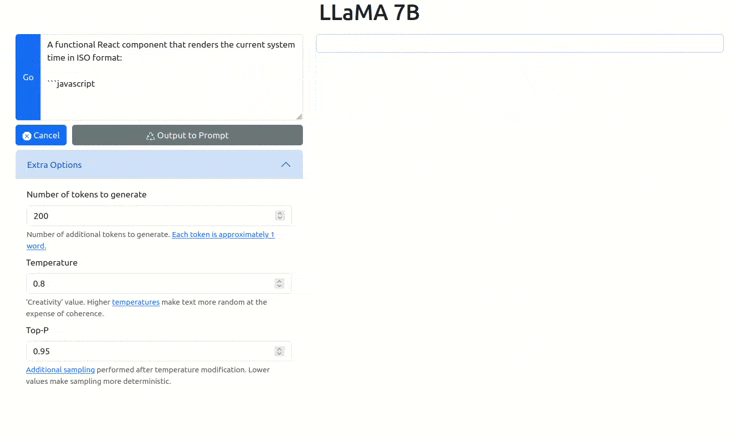 LLaMA 7B
Go
A functional React component that renders the current system
time in ISO format:
```javascript
Cancel
Output to Prompt
Extra Options
Number of tokens to generate
200
Number of additional tokens to generate. Each token is approximately 1
word.
Temperature
0.8
'Creativity' value. Higher temperatures make text more random at the
expense of coherence.
Top-P
0.95
Additional sampling performed after temperature modification. Lower
values make sampling more deterministic.